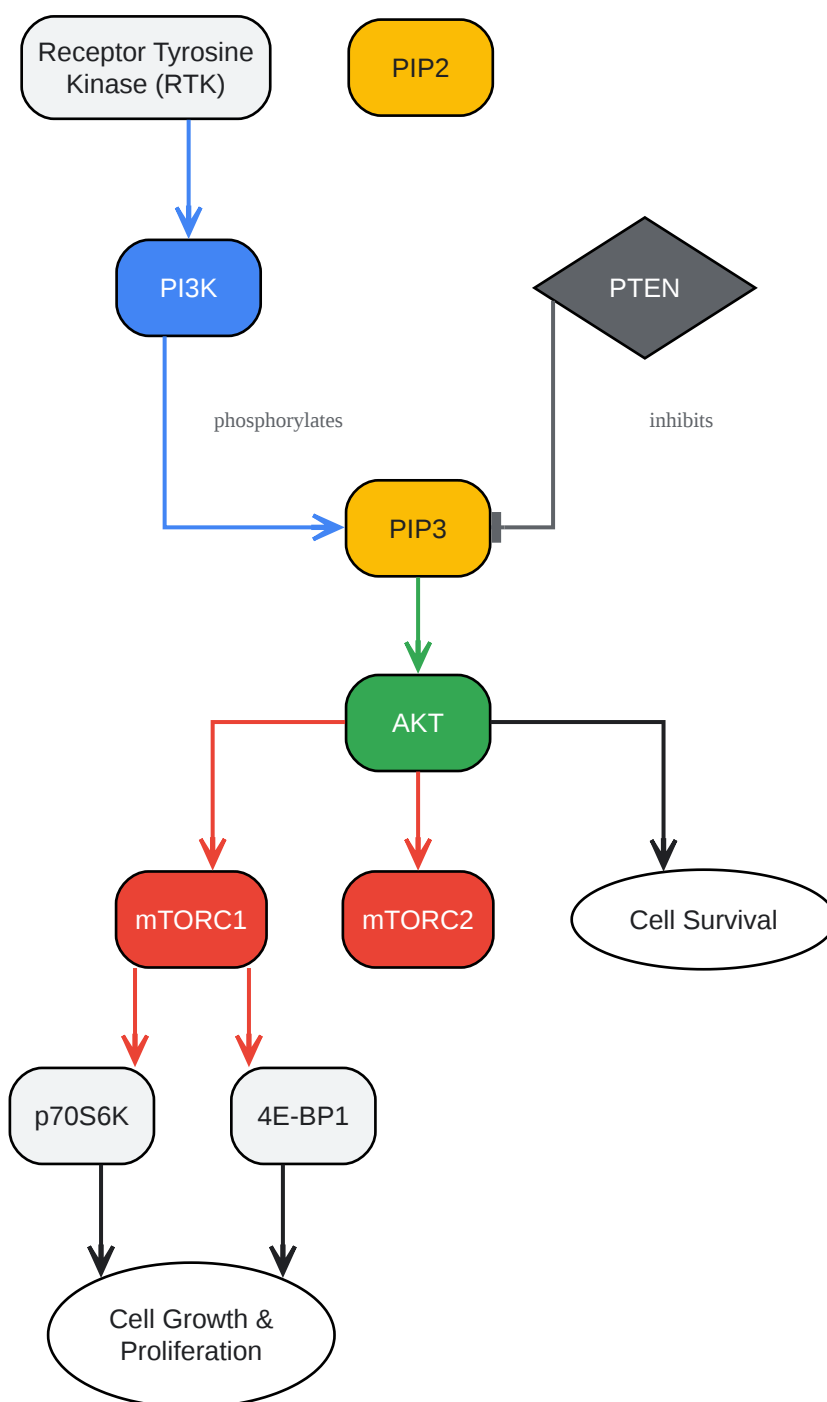 Receptor Tyrosine
Kinase (RTK)
PIP2
PI3K
PTEN
phosphorylates
inhibits
PIP3
AKT
mTORC1
mTORC2
Cell Survival
p70S6K
4E-BP1
Cell Growth &
Proliferation